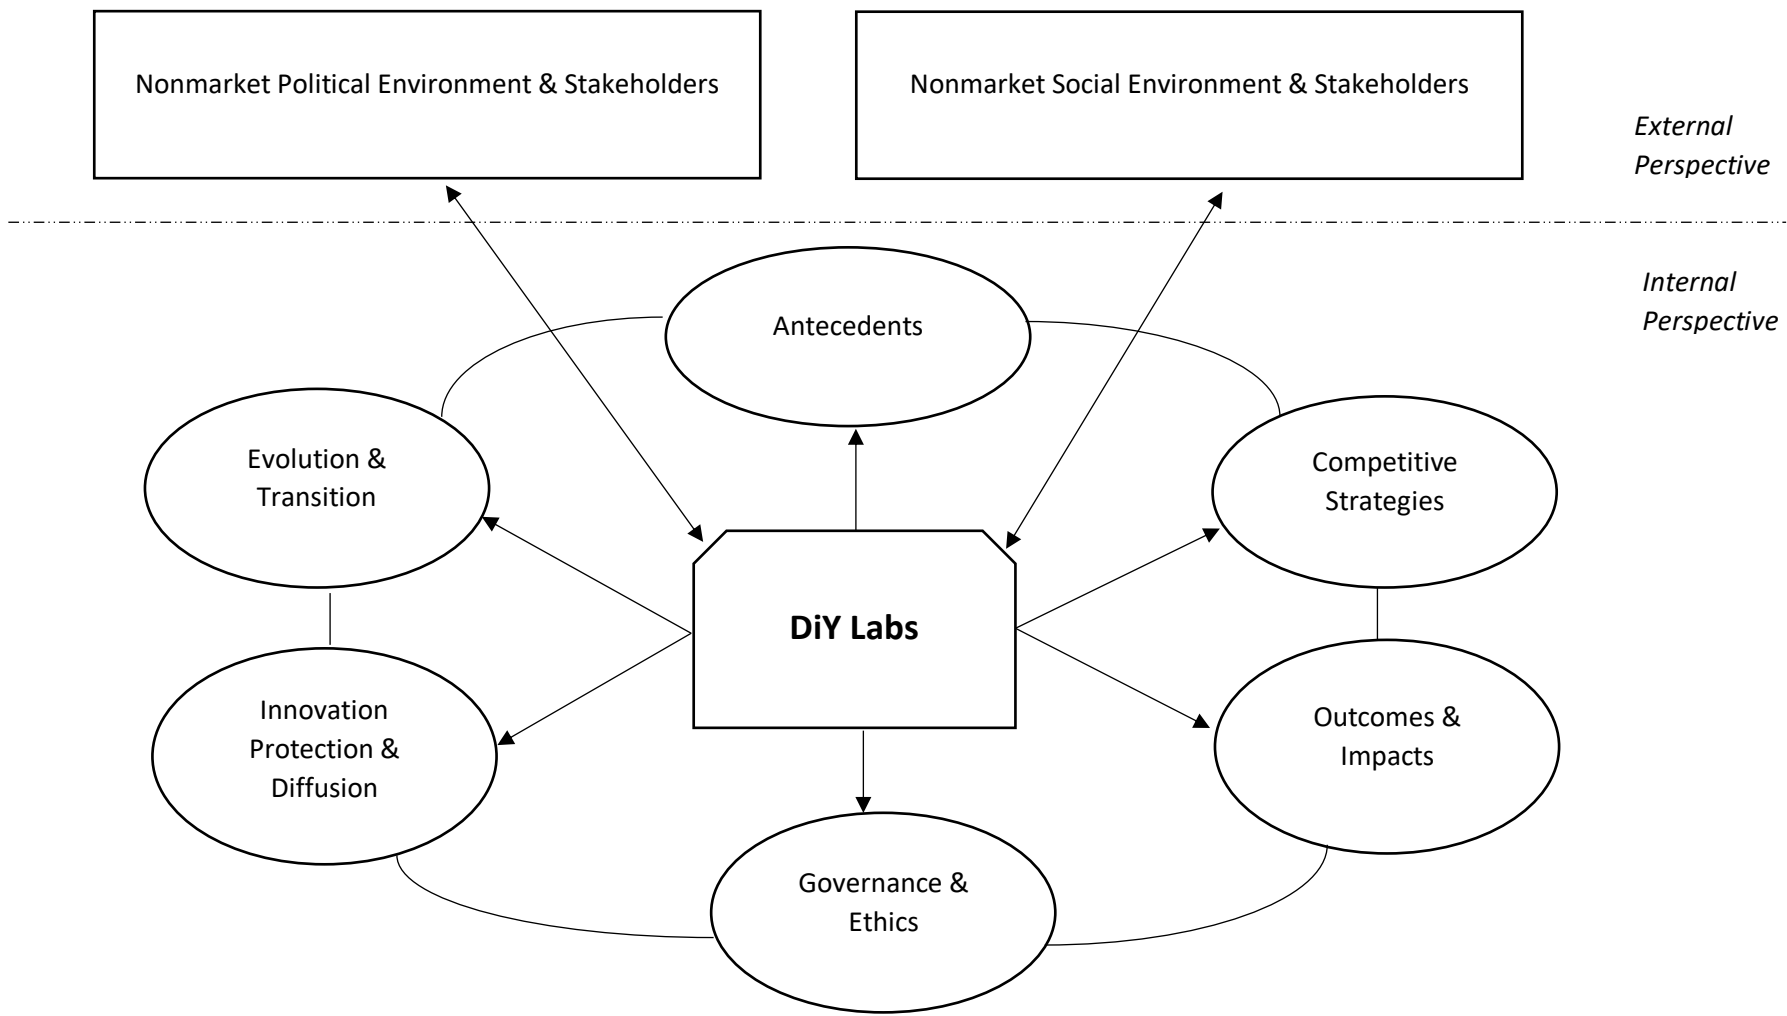 Nonmarket Political Environment & Stakeholders
Nonmarket Social Environment & Stakeholders
External
Perspective
Internal
Perspective
Antecedents
Evolution &
Transition
Competitive
Strategies
DiY Labs
Innovation
Protection &
Diffusion
Outcomes &
Impacts
Governance &
Ethics